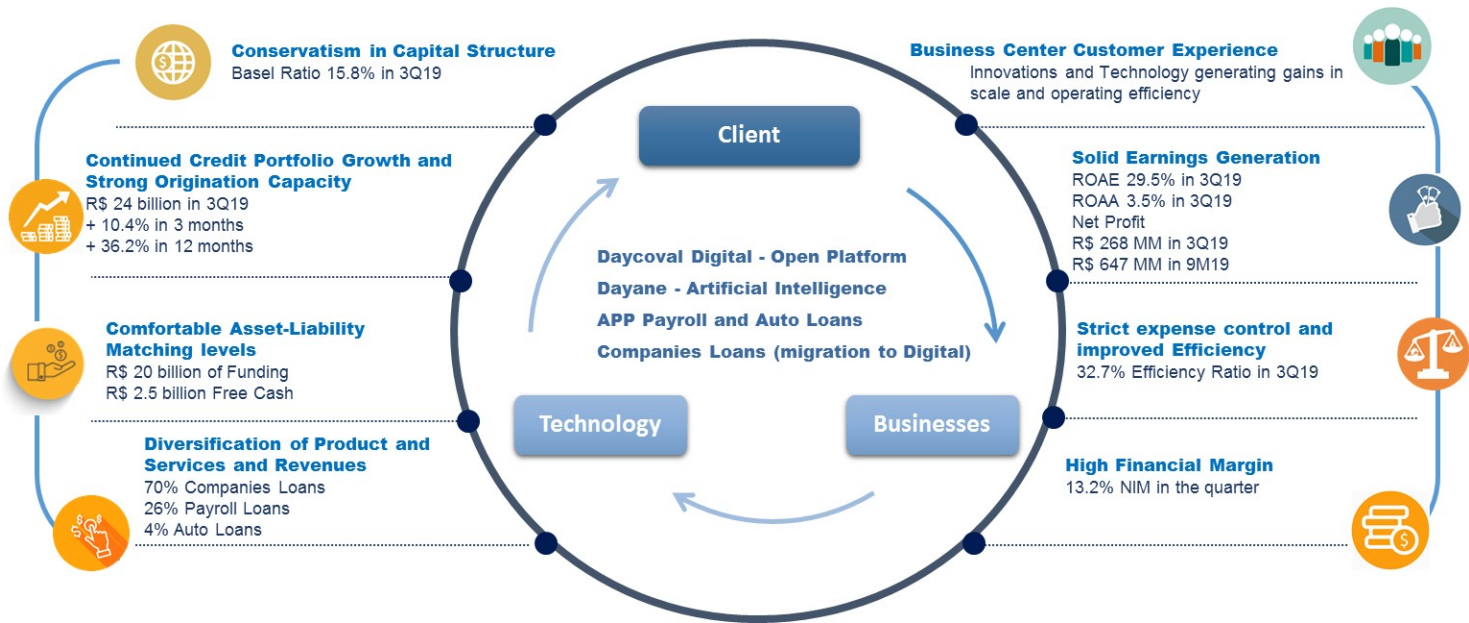 Conservatism in Capital Structure
Basel Ratio 15.8% in 3Q19
Continued Credit Portfolio Growth and
Strong Origination Capacity
R$ 24 billion in 3Q19
+ 10.4% in 3 months
+ 36.2% in 12 months
Comfortable Asset-Liability
Matching levels
R$ 20 billion of Funding
R$ 2.5 billion Free Cash
Diversification of Product and
Services and Revenues
70% Companies Loans
26% Payroll Loans
4% Auto Loans
Client
Daycoval Digital - Open Platform
Dayane - Artificial Intelligence
APP Payroll and Auto Loans
Companies Loans (migration to Digital)
Technology
Businesses
Business Center Customer Experience
Innovations and Technology generating gains in
scale and operating efficiency
Solid Earnings Generation
ROAE 29.5% in 3Q19
ROAA 3.5% in 3Q19
Net Profit
R$ 268 MM in 3Q19
R$ 647 MM in 9M19
Strict expense control and
improved Efficiency
32.7% Efficiency Ratio in 3Q19
High Financial Margin
13.2% NIM in the quarter